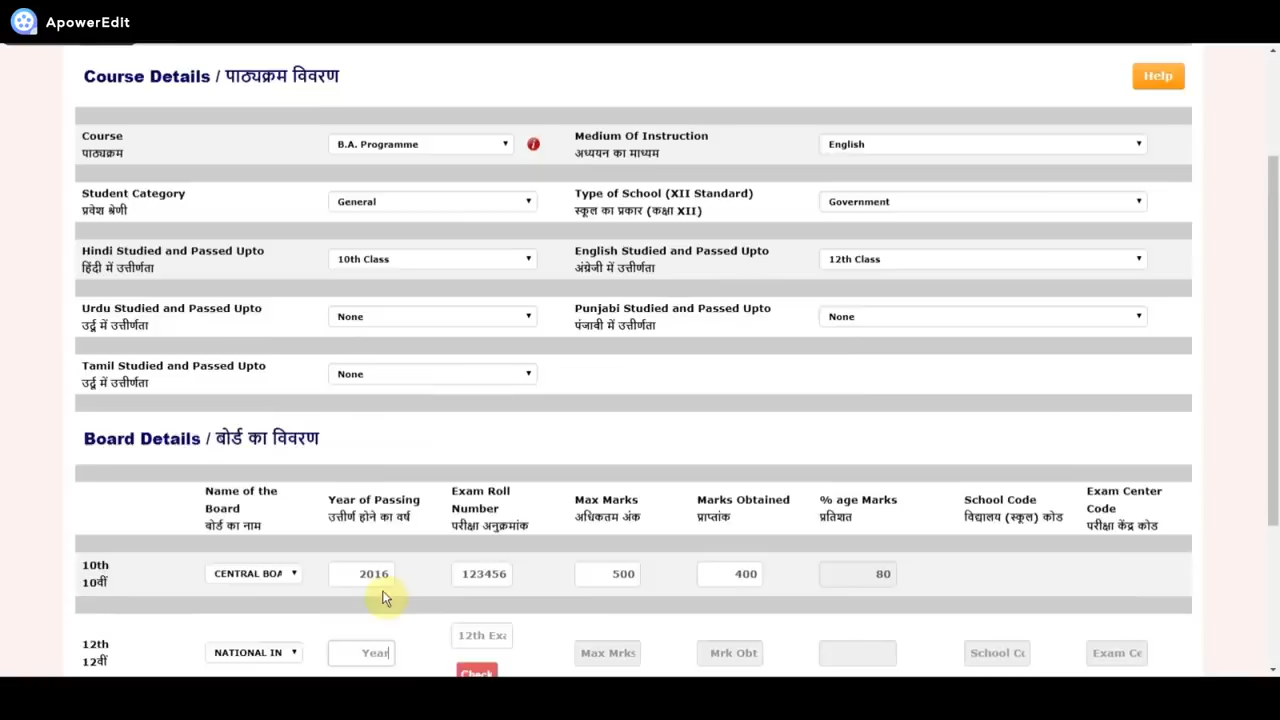 ApowerEdit
Course Details / पाठ्यक्रम विवरण
Help
Course
पाठ्यक्रम
B.A. Programme
Medium Of Instruction
अध्ययन का माध्यम
English
Student Category
प्रवेश श्रेणी
General
Type of School (XII Standard)
स्कूल का प्रकार (कक्षा XII)
Government
Hindi Studied and Passed Upto
हिंदी में उत्तीर्णता
10th Class
English Studied and Passed Upto
अंग्रेजी में उत्तीर्णता
12th Class
Urdu Studied and Passed Upto
उर्दू में उत्तीर्णता
None
Punjabi Studied and Passed Upto
पंजाबी में उत्तीर्णता
None
Tamil Studied and Passed Upto
उर्दू में उत्तीर्णता
None
Board Details / बोर्ड का विवरण
Name of the
Board
बोर्ड का नाम
Year of Passing
उत्तीर्ण होने का वर्ष
Exam Roll
Number
परीक्षा अनुक्रमांक
Max Marks
अधिकतम अंक
Marks Obtained
प्राप्तांक
% age Marks
प्रतिशत
School Code
विद्यालय (स्कूल) कोड
Exam Center
Code
परीक्षा केंद्र कोड
10th
10वीं
CENTRAL BOA
2016
123456
500
400
80
12th
12वीं
NATIONAL IN
Year
12th Exa
Check
Max Mrks
Mrk Obt
School Co
Exam Ce